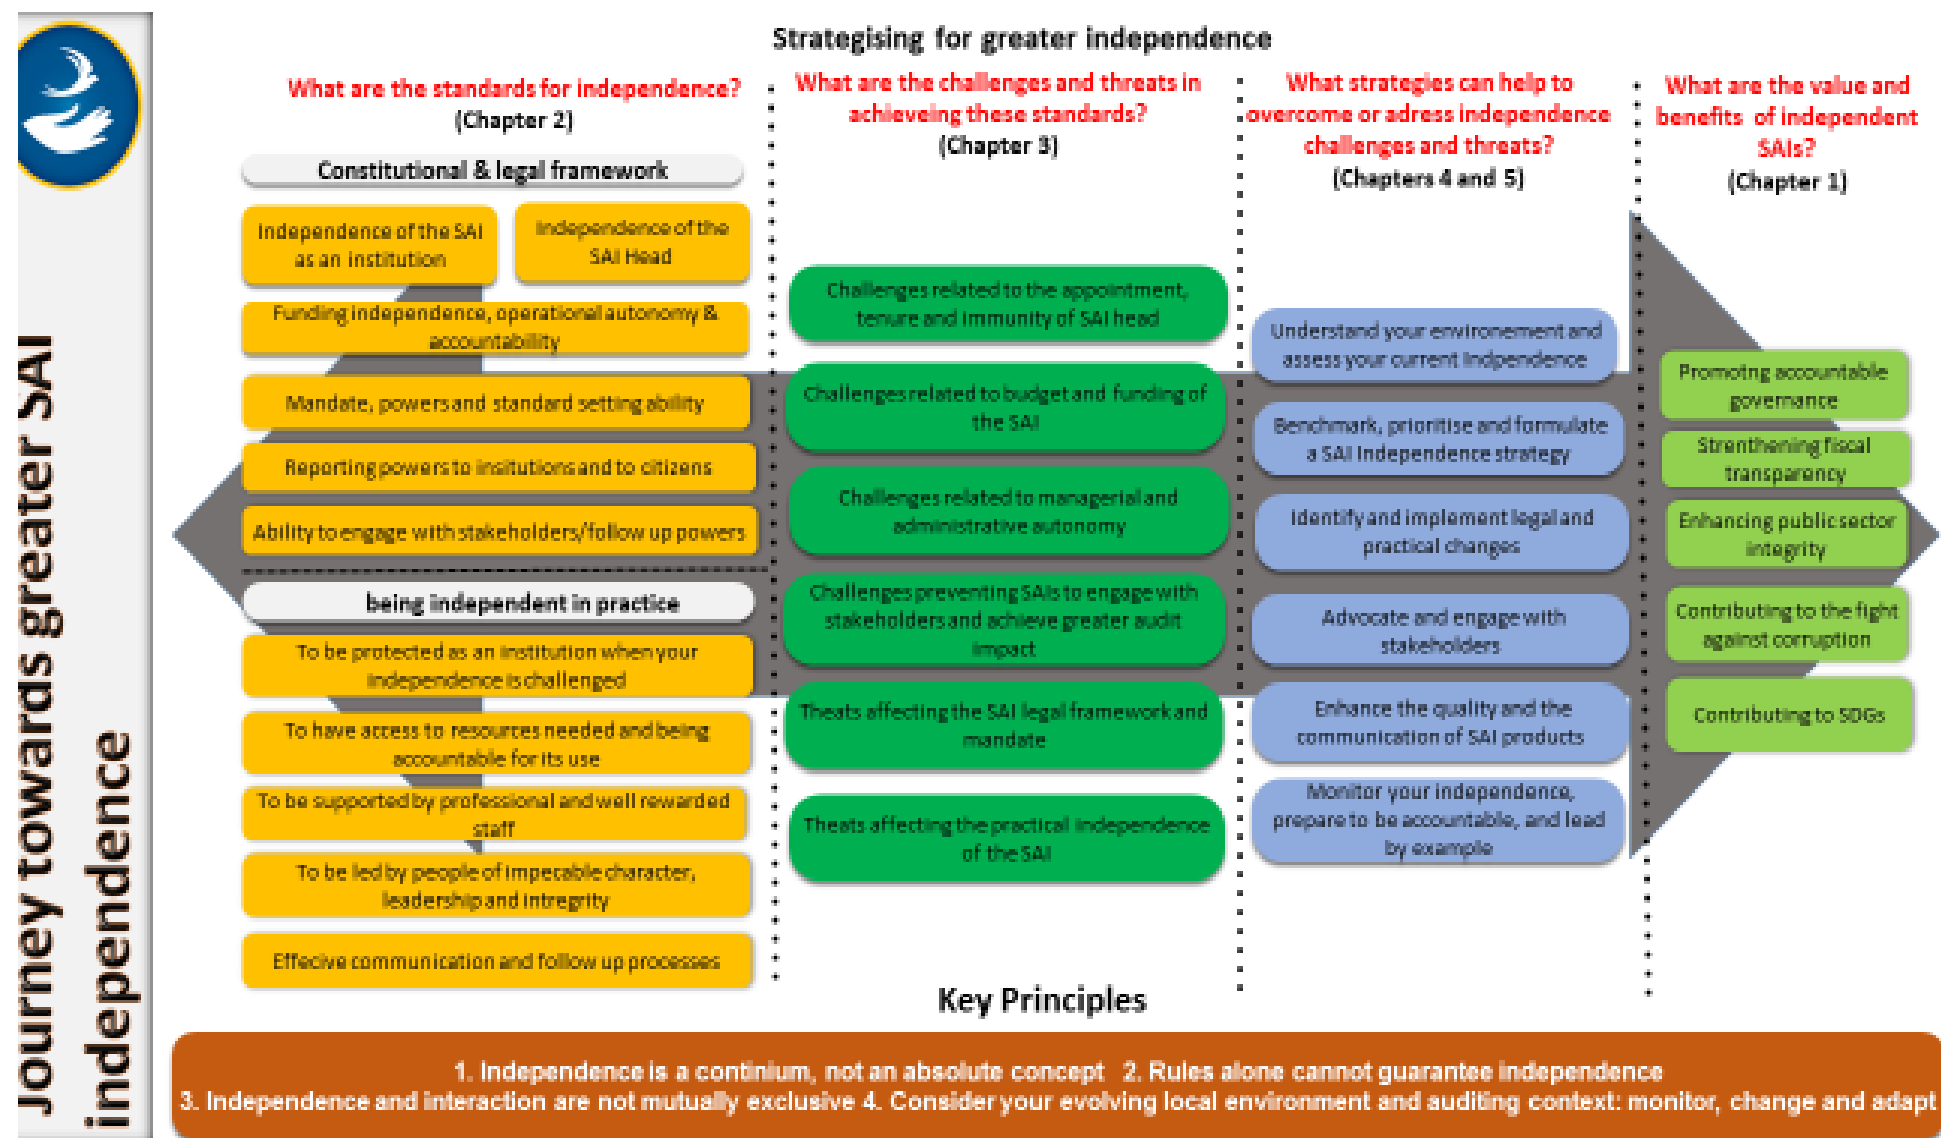 Journey towards greater SAI
independence
Strategising for greater independence
What are the standards for independence?
(Chapter 2)
Constitutional & legal framework
Independence of the SAI
as an institution
Independence of the
SAI Head
Funding independence, operational autonomy &
accountability
Mandate, powers and standard setting ability
Reporting powers to insitutions and to citizens
Ability to engage with stakeholders/follow up powers
being independent in practice
To be protected as an institution when your
independence is challenged
To have access to resources needed and being
accountable for its use
To be supported by professional and well rewarded
staff
To be led by people of impecable character,
leadership and intregrity
Effecive communication and follow up processes
What are the challenges and threats in
achieveing these standards?
(Chapter 3)
Challenges related to the appointment,
tenure and immunity of SAI head
Challenges related to budget and funding of
the SAI
Challenges related to managerial and
administrative autonomy
Challenges preventing SAIs to engage with
stakeholders and achieve greater audit
impact
Theats affecting the SAI legal framework and
mandate
Theats affecting the practical independence
of the SAI
What strategies can help to
overcome or adress independence
challenges and threats?
(Chapters 4 and 5)
Understand your environement and
assess your current Indpendence
Benchmark, prioritise and formulate
a SAI Independence strategy
Identify and implement legal and
practical changes
Advocate and engage with
stakeholders
Enhance the quality and the
communication of SAI products
Monitor your independence,
prepare to be accountable, and lead
by example
What are the value and
benefits of independent
SAIs?
(Chapter 1)
Promotng accountable
governance
Strenthening fiscal
transparency
Enhancing public sector
integrity
Contributing to the fight
against corruption
Contributing to SDGs
Key Principles
1. Independence is a continium, not an absolute concept 2. Rules alone cannot guarantee independence
3. Independence and interaction are not mutually exclusive 4. Consider your evolving local environment and auditing context: monitor, change and adapt